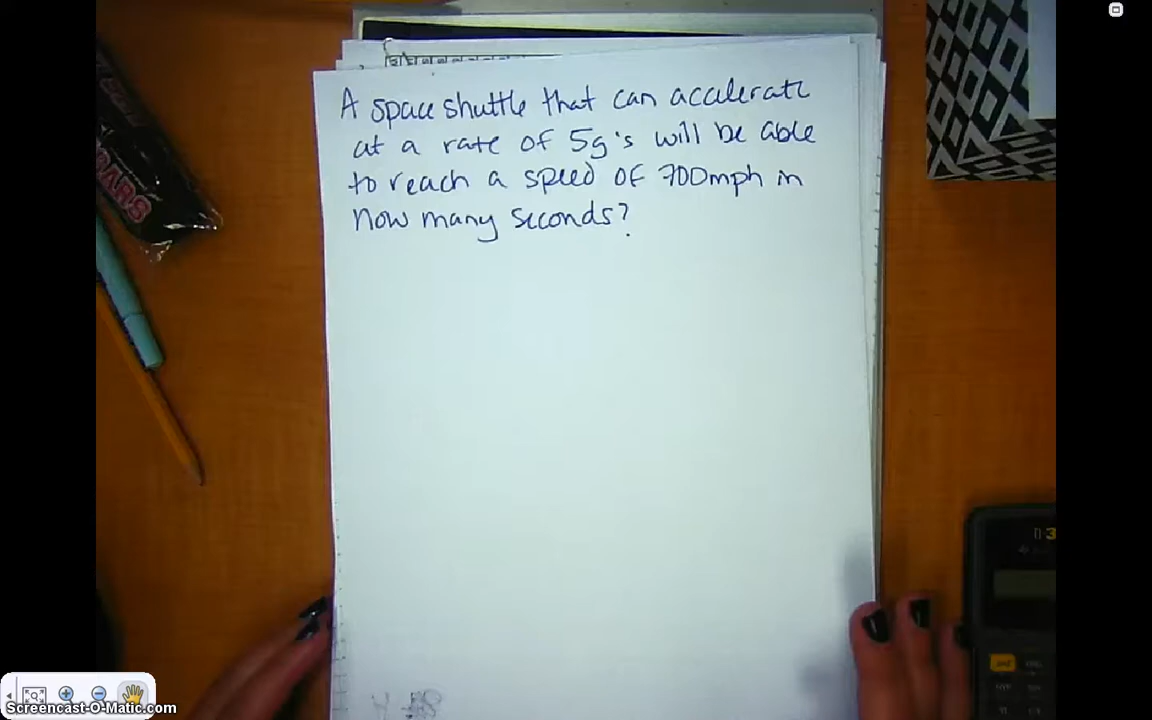 A space shuttle that can accelerate
at a rate of 5g's will be able
to reach a speed of 700mph in
how many seconds?
BARS
Screencast-O-Matic.com